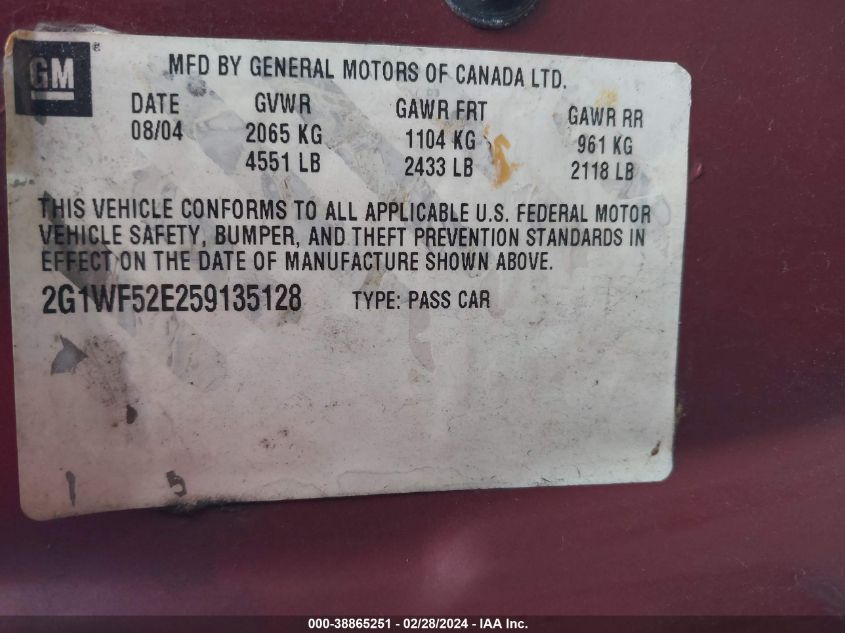 GM ®
MFD BY GENERAL MOTORS OF CANADA LTD.
DATE GVWR GAWR FRT GAWR RR
08/04 2065 KG 1104 KG 961 KG
4551 LB 2433 LB 2118 LB
THIS VEHICLE CONFORMS TO ALL APPLICABLE U.S. FEDERAL MOTOR
VEHICLE SAFETY, BUMPER, AND THEFT PREVENTION STANDARDS IN
EFFECT ON THE DATE OF MANUFACTURE SHOWN ABOVE.
2G1WF52E259135128 TYPE: PASS CAR
000-38865251 - 02/28/2024 - IAA Inc.